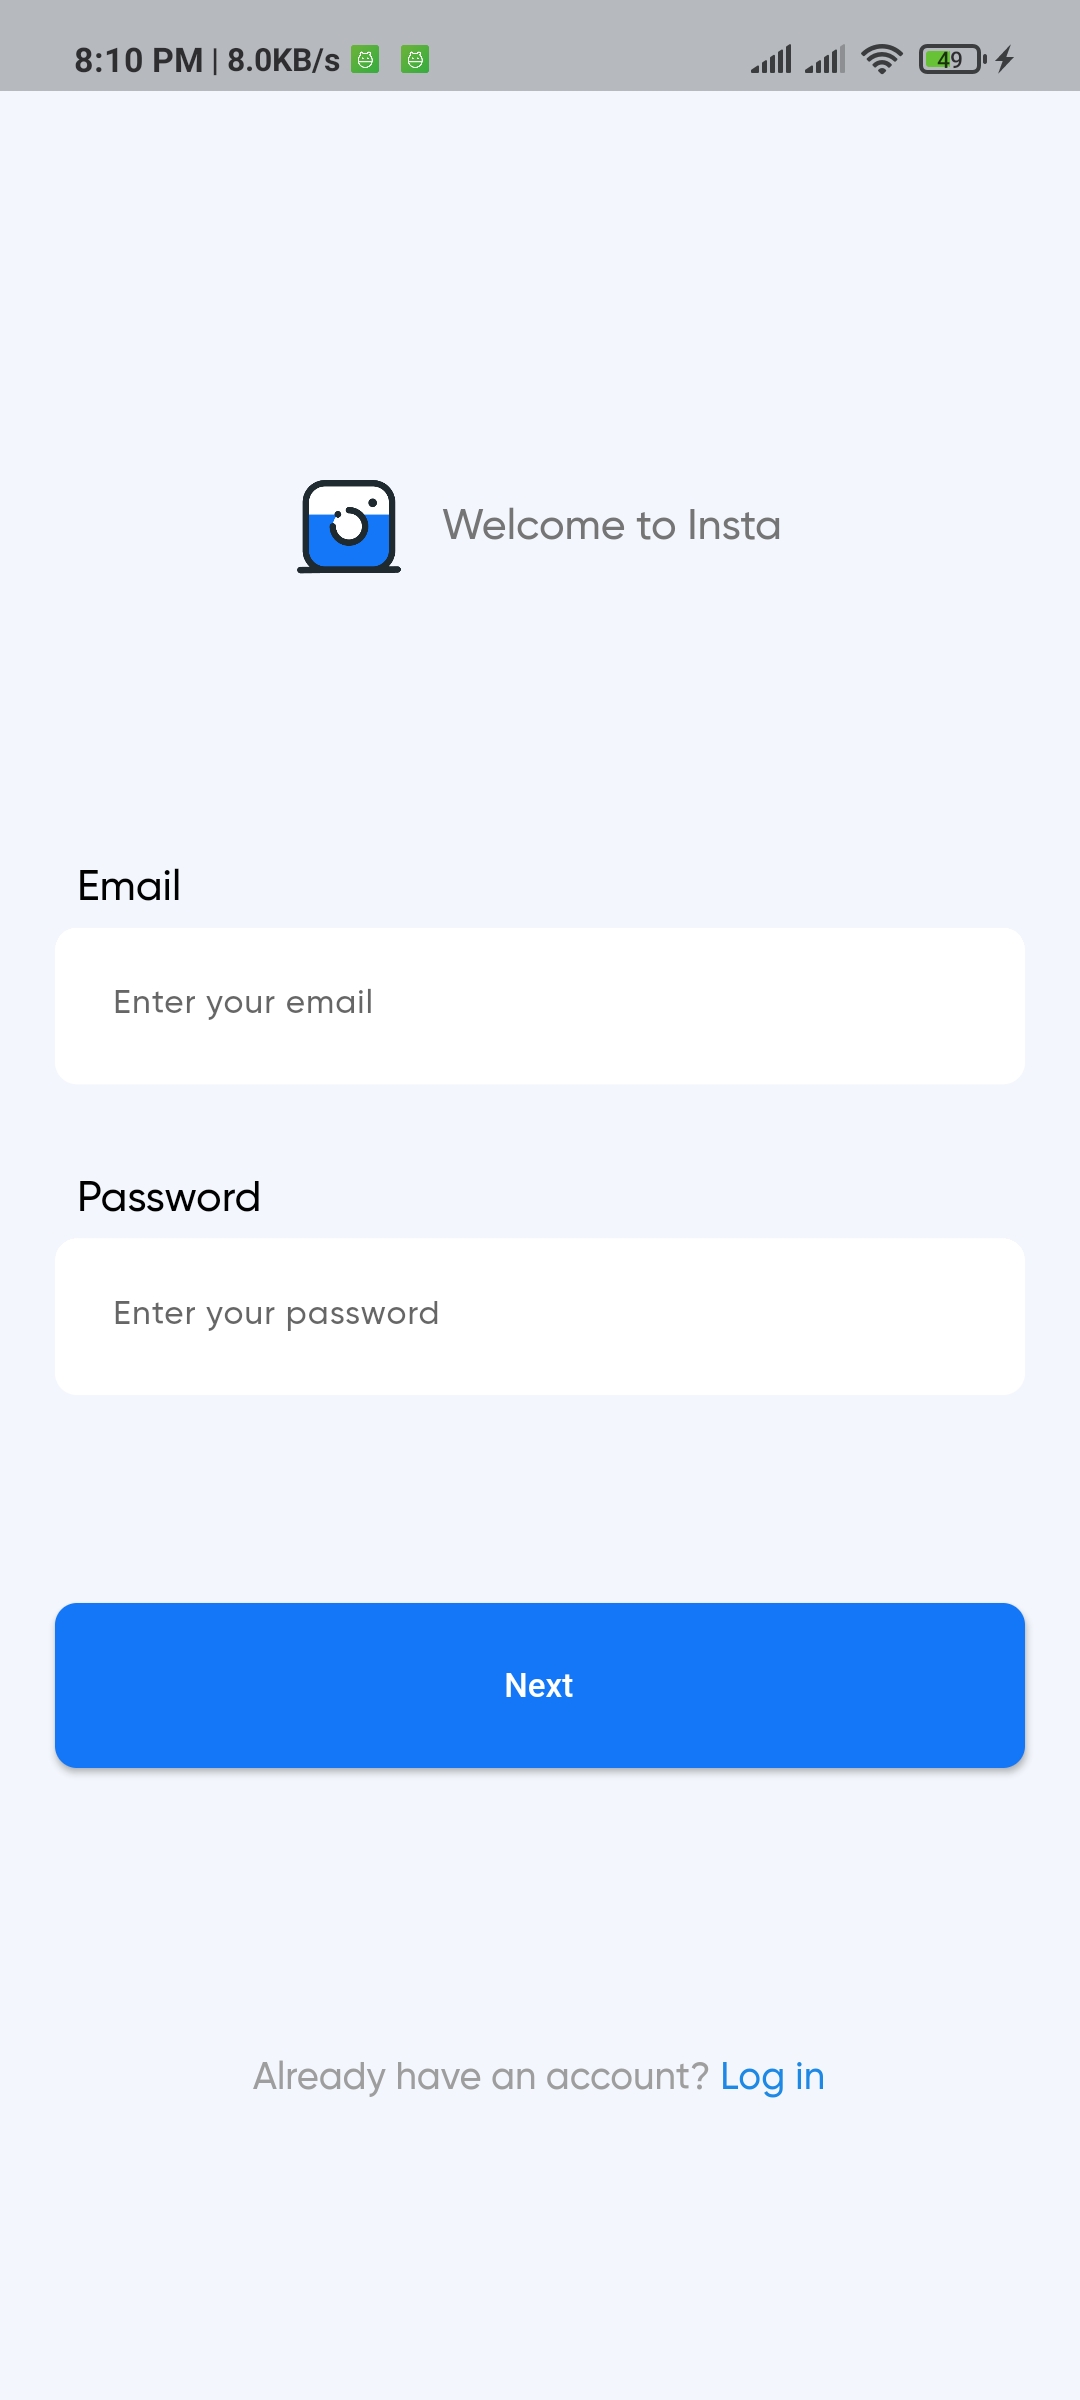 8:10 PM | 8.0KB/s 49
Welcome to Insta
Email
Enter your email
Password
Enter your password
Next
Already have an account? Log in